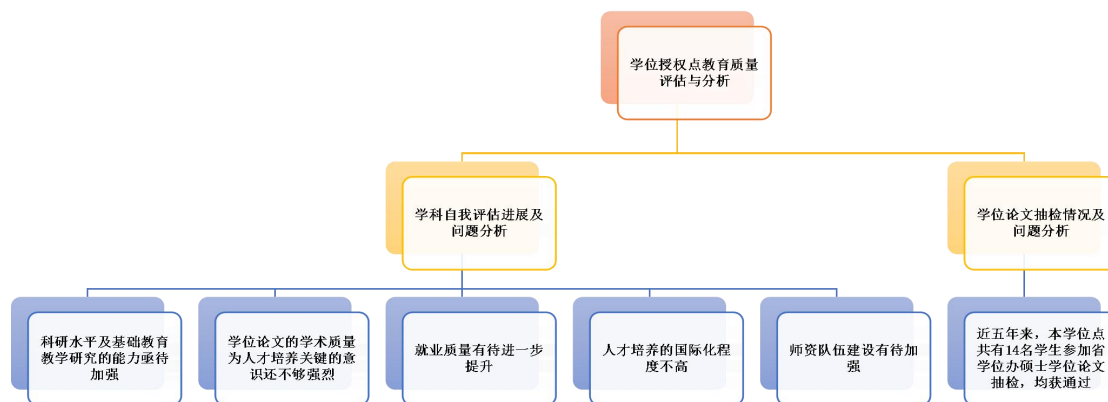 学位授权点教育质量
评估与分析
学科自我评估进展及
问题分析
学位论文抽检情况及
问题分析
科研水平及基础教育
教学研究的能力亟待
加强
学位论文的学术质量
为人才培养关键的意
识还不够强烈
就业质量有待进一步
提升
人才培养的国际化程
度不高
师资队伍建设有待加
强
近五年来，本学位点
共有14名学生参加省
学位办硕士学位论文
抽检，均获通过